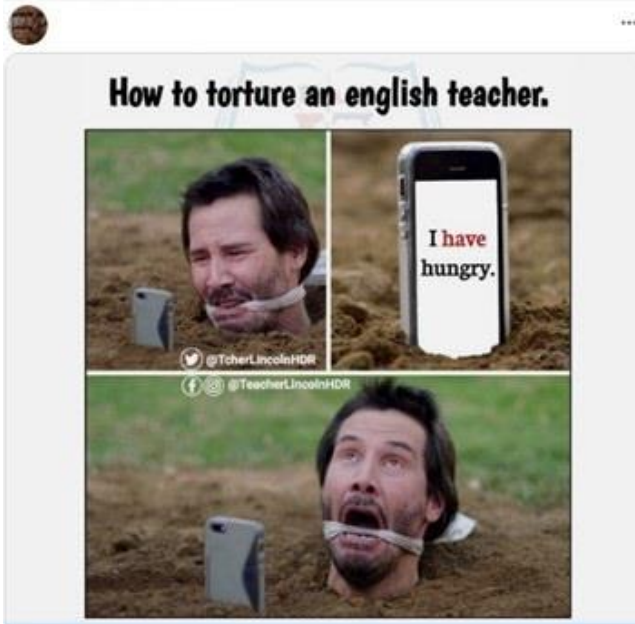 How to torture an english teacher.
I have
hungry.
@TcherLincolnHDR
@TeacherLincolnHDR